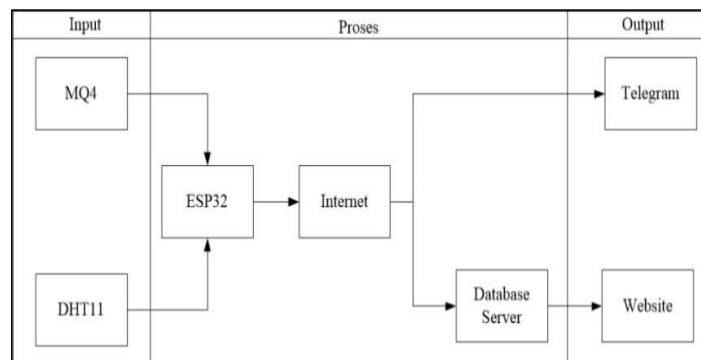 Input
Proses
Output
MQ4
Telegram
ESP32
Internet
DHT11
Database
Server
Website